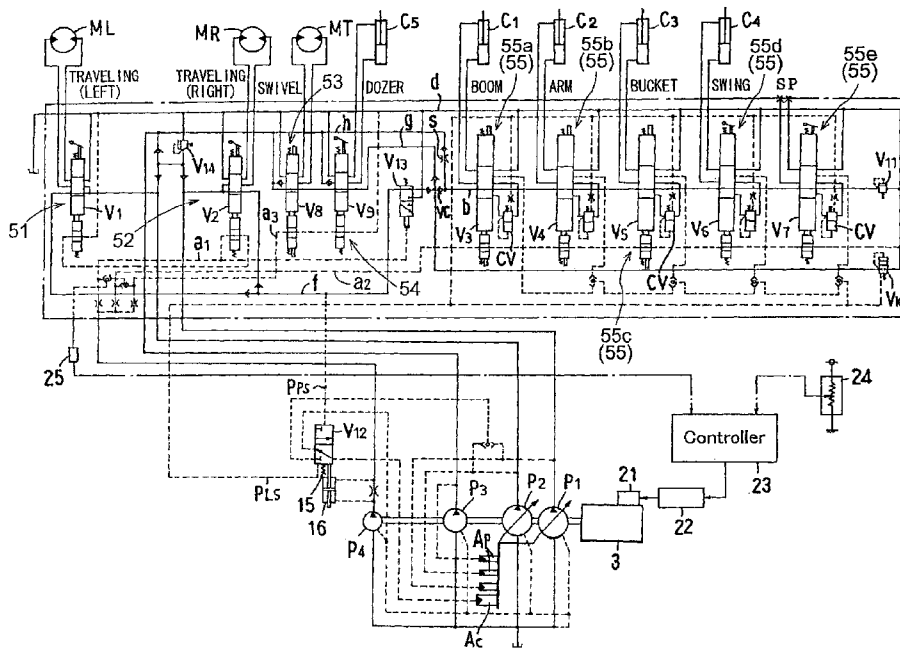 ML
MR
MT
C5
C1
C2
C3
C4
55a
(55)
55b
(55)
55d
(55)
55e
(55)
TRAVELING
(LEFT)
TRAVELING
(RIGHT)
SWIVEL
53
DOZER
BOOM
ARM
BUCKET
SWING
SP
d
h
g
s
V14
V13
V11
51
V1
52
V2
a3
V8
V9
Vc
b
V3
V4
V5
V6
V7
a1
CV
CV
CV
f
a2
54
55c
(55)
25
PPS
24
V12
Controller
23
PLS
15
16
P3
P2
P1
21
22
P4
3
AP
AC